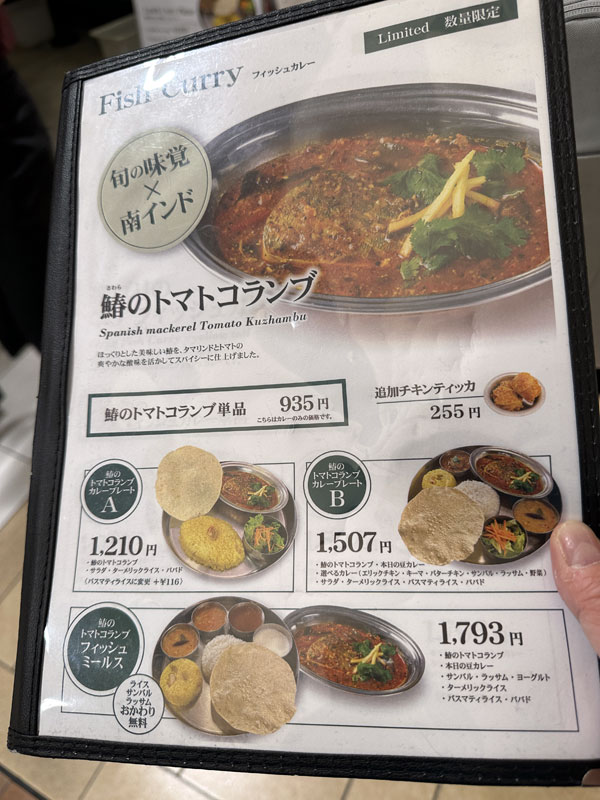 Limited 数量限定
Fish Curry フィッシュカレー
旬の味覚
×
南インド
さわら
鰆のトマトコランブ
Spanish mackerel Tomato Kuzhambu
ほっくりとした美味しい鰆を、タマリンドとトマトの
爽やかな酸味を活かしてスパイシーに仕上げました。
鰆のトマトコランブ単品 935円
こちらはカレーのみの価格です。
追加チキンティッカ
255円
鰆の
トマトコランブ
カレープレート
A
1,210円
・鰆のトマトコランブ
・サラダ・ターメリックライス・パパド
(バスマティライスに変更 +¥116)
鰆の
トマトコランブ
カレープレート
B
1,507円
・鰆のトマトコランブ・本日の豆カレー
・選べるカレー(エリックチキン・キーマ・バターチキン・サンバル・ラッサム・野菜)
・サラダ・ターメリックライス・バスマティライス・パパド
鰆の
トマトコランブ
フィッシュ
ミールス
ライス
サンバル
ラッサム
おかわり
無料
1,793円
・鰆のトマトコランブ
・本日の豆カレー
・サンバル・ラッサム・ヨーグルト
・ターメリックライス
・バスマティライス・パパド